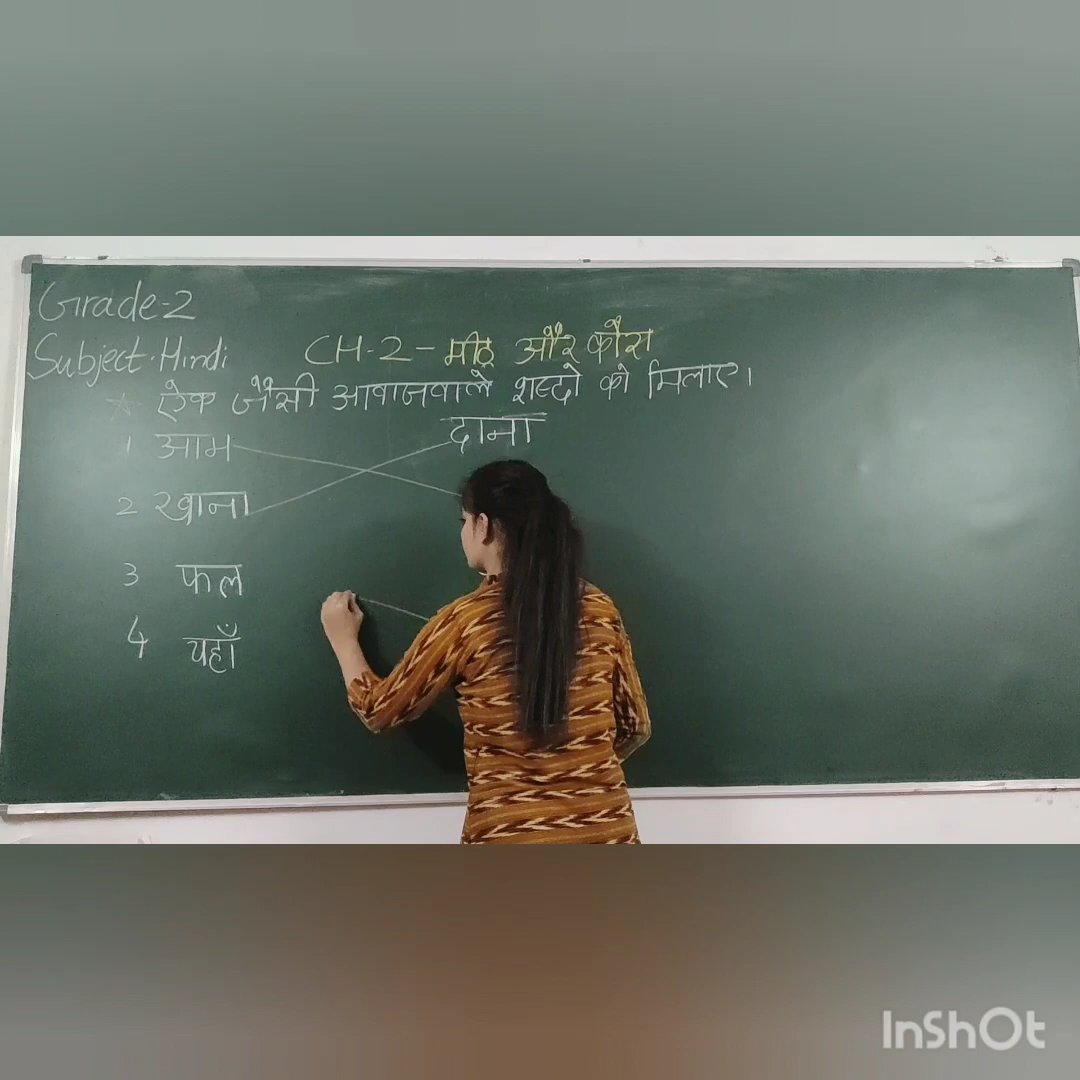 Grade-2
Subject. Hindi
CH-2- मीठू और कौस
* ऐक जैसी आवाजवाले शब्दो को मिलाए।
1 आम दाना
2 खाना
3 फल
4 यहाँ
InShOt